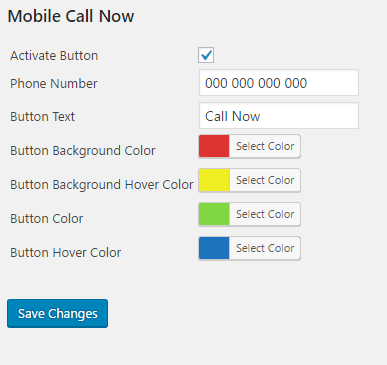 Mobile Call Now
Activate Button
Phone Number 000 000 000 000
Button Text Call Now
Button Background Color Select Color
Button Background Hover Color Select Color
Button Color Select Color
Button Hover Color Select Color
Save Changes